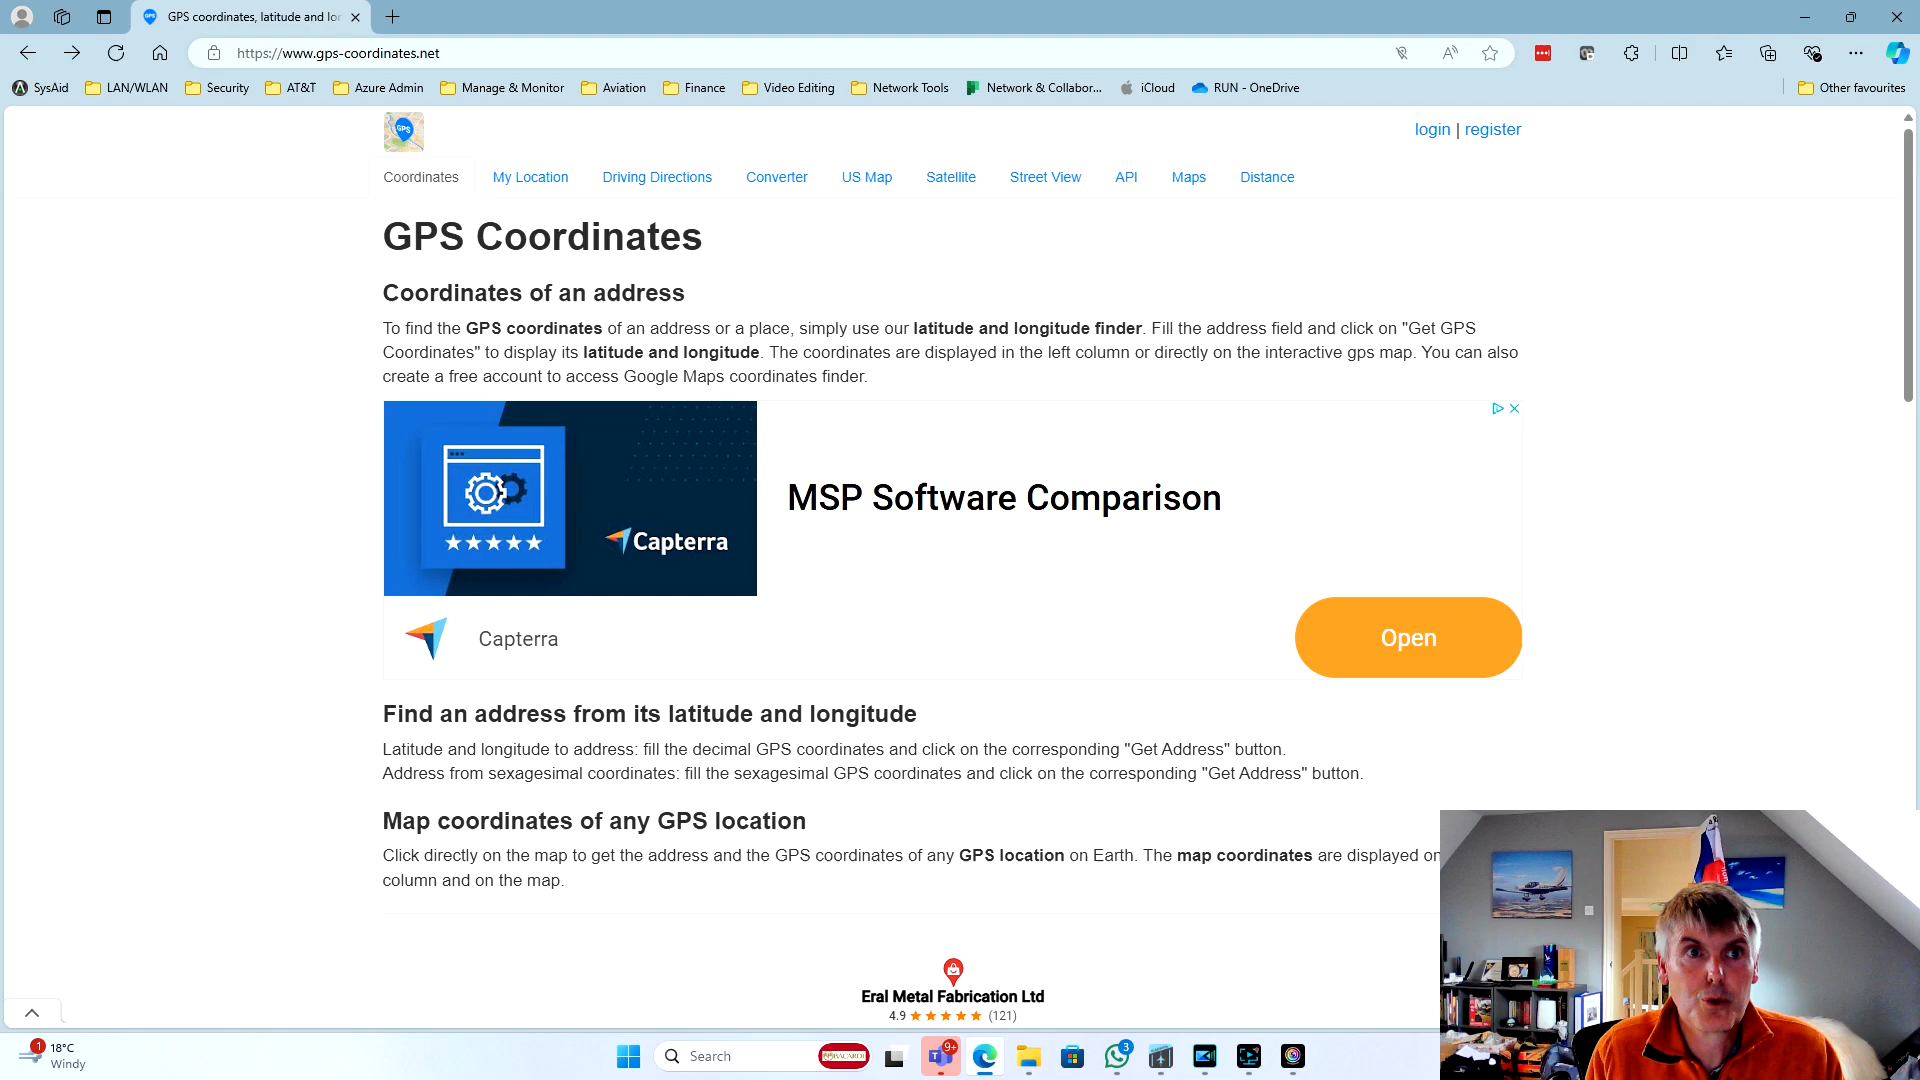 GPS coordinates, latitude and lor
https://www.gps-coordinates.net
SysAid LAN/WLAN Security AT&T Azure Admin Manage & Monitor Aviation Finance Video Editing Network Tools Network & Collabor... iCloud RUN - OneDrive Other favourites
GPS
login | register
Coordinates My Location Driving Directions Converter US Map Satellite Street View API Maps Distance
GPS Coordinates
Coordinates of an address
To find the GPS coordinates of an address or a place, simply use our latitude and longitude finder. Fill the address field and click on "Get GPS
Coordinates" to display its latitude and longitude. The coordinates are displayed in the left column or directly on the interactive gps map. You can also
create a free account to access Google Maps coordinates finder.
Capterra
MSP Software Comparison
Capterra
Open
Find an address from its latitude and longitude
Latitude and longitude to address: fill the decimal GPS coordinates and click on the corresponding "Get Address" button.
Address from sexagesimal coordinates: fill the sexagesimal GPS coordinates and click on the corresponding "Get Address" button.
Map coordinates of any GPS location
Click directly on the map to get the address and the GPS coordinates of any GPS location on Earth. The map coordinates are displayed on
column and on the map.
Eral Metal Fabrication Ltd
4.9 (121)
1 18°C
Windy
Search
BACARDI
9+
3